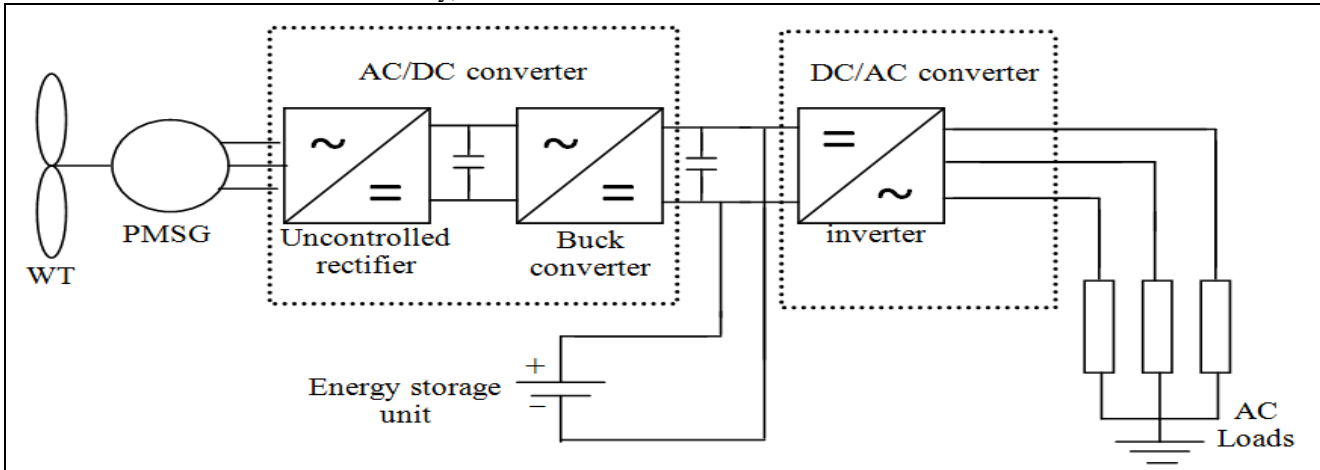 AC/DC converter
DC/AC converter
~
=
~
=
=
~
PMSG
WT
Uncontrolled
rectifier
Buck
converter
inverter
+
−
Energy storage
unit
AC
Loads